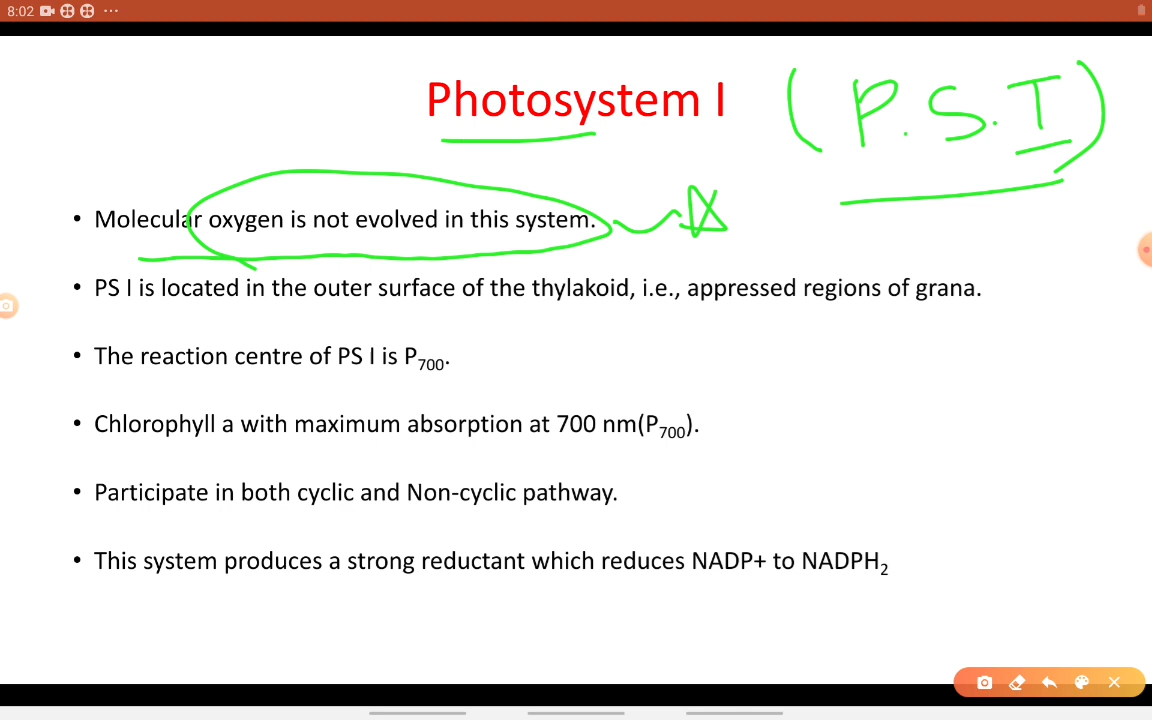 8:02
Photosystem I (P.S.I)
• Molecular oxygen is not evolved in this system.
• PS I is located in the outer surface of the thylakoid, i.e., appressed regions of grana.
• The reaction centre of PS I is P₇₀₀.
• Chlorophyll a with maximum absorption at 700 nm(P₇₀₀).
• Participate in both cyclic and Non-cyclic pathway.
• This system produces a strong reductant which reduces NADP+ to NADPH₂